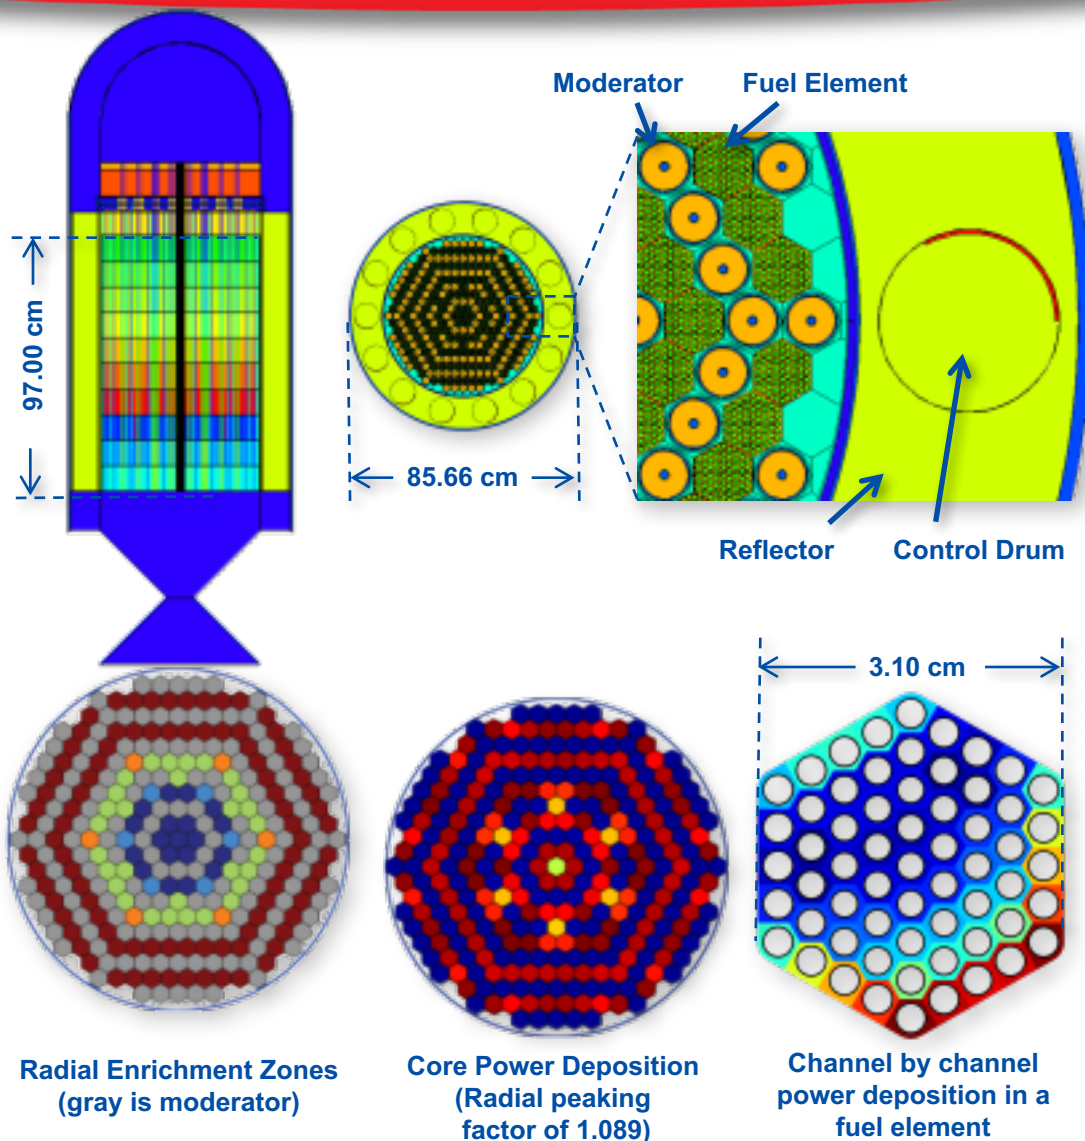 Moderator
Fuel Element
97.00 cm
85.66 cm
Reflector
Control Drum
3.10 cm
Radial Enrichment Zones
(gray is moderator)
Core Power Deposition
(Radial peaking
factor of 1.089)
Channel by channel
power deposition in a
fuel element